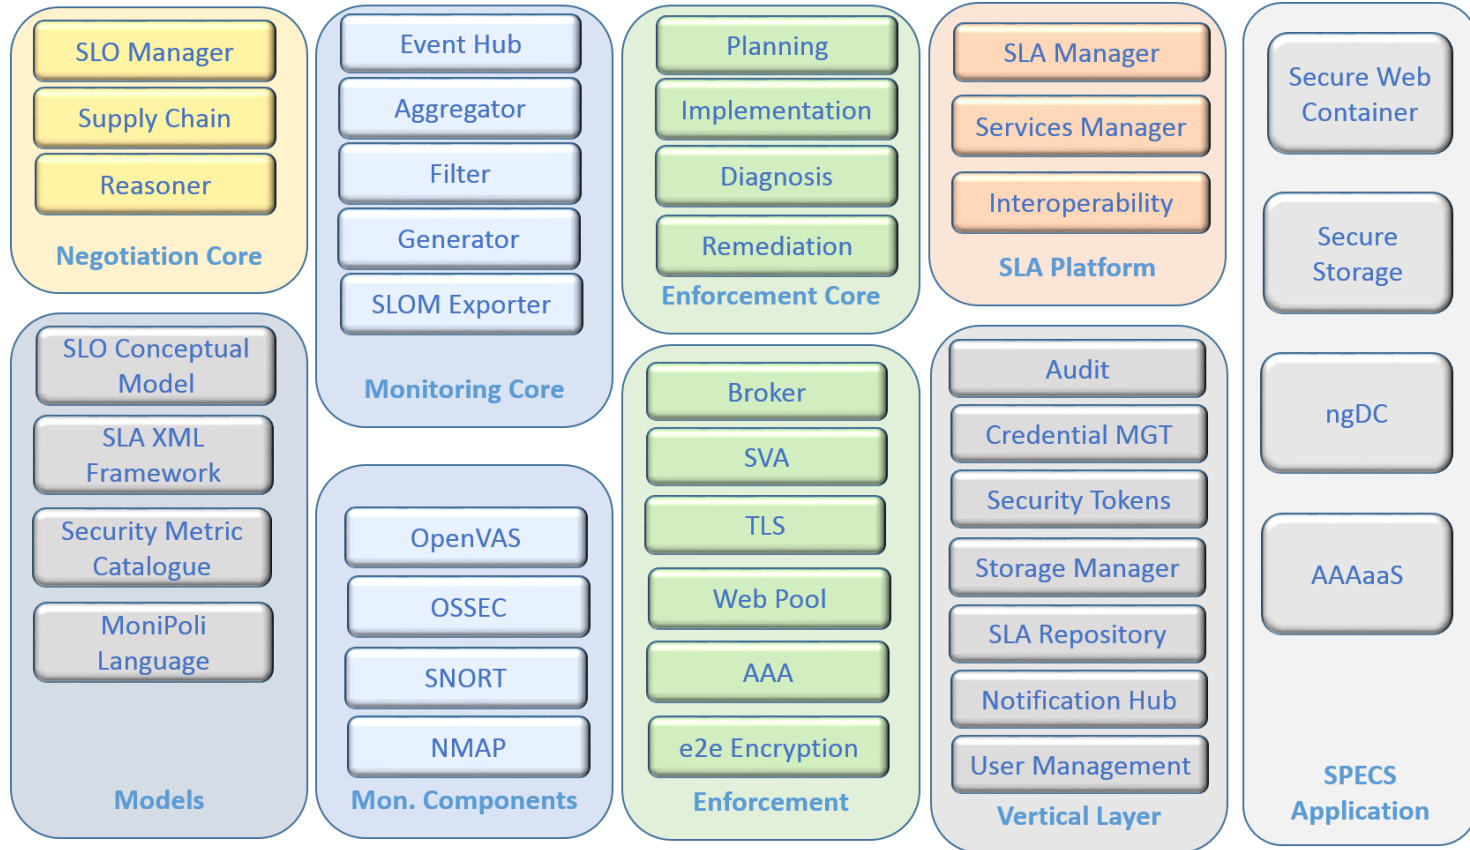 SLO Manager
Supply Chain
Reasoner
Negotiation Core
SLO Conceptual
Model
SLA XML
Framework
Security Metric
Catalogue
MoniPoli
Language
Models
Event Hub
Aggregator
Filter
Generator
SLOM Exporter
Monitoring Core
OpenVAS
OSSEC
SNORT
NMAP
Mon. Components
Planning
Implementation
Diagnosis
Remediation
Enforcement Core
Broker
SVA
TLS
Web Pool
AAA
e2e Encryption
Enforcement
SLA Manager
Services Manager
Interoperability
SLA Platform
Audit
Credential MGT
Security Tokens
Storage Manager
SLA Repository
Notification Hub
User Management
Vertical Layer
Secure Web
Container
Secure
Storage
ngDC
AAAaaS
SPECS
Application